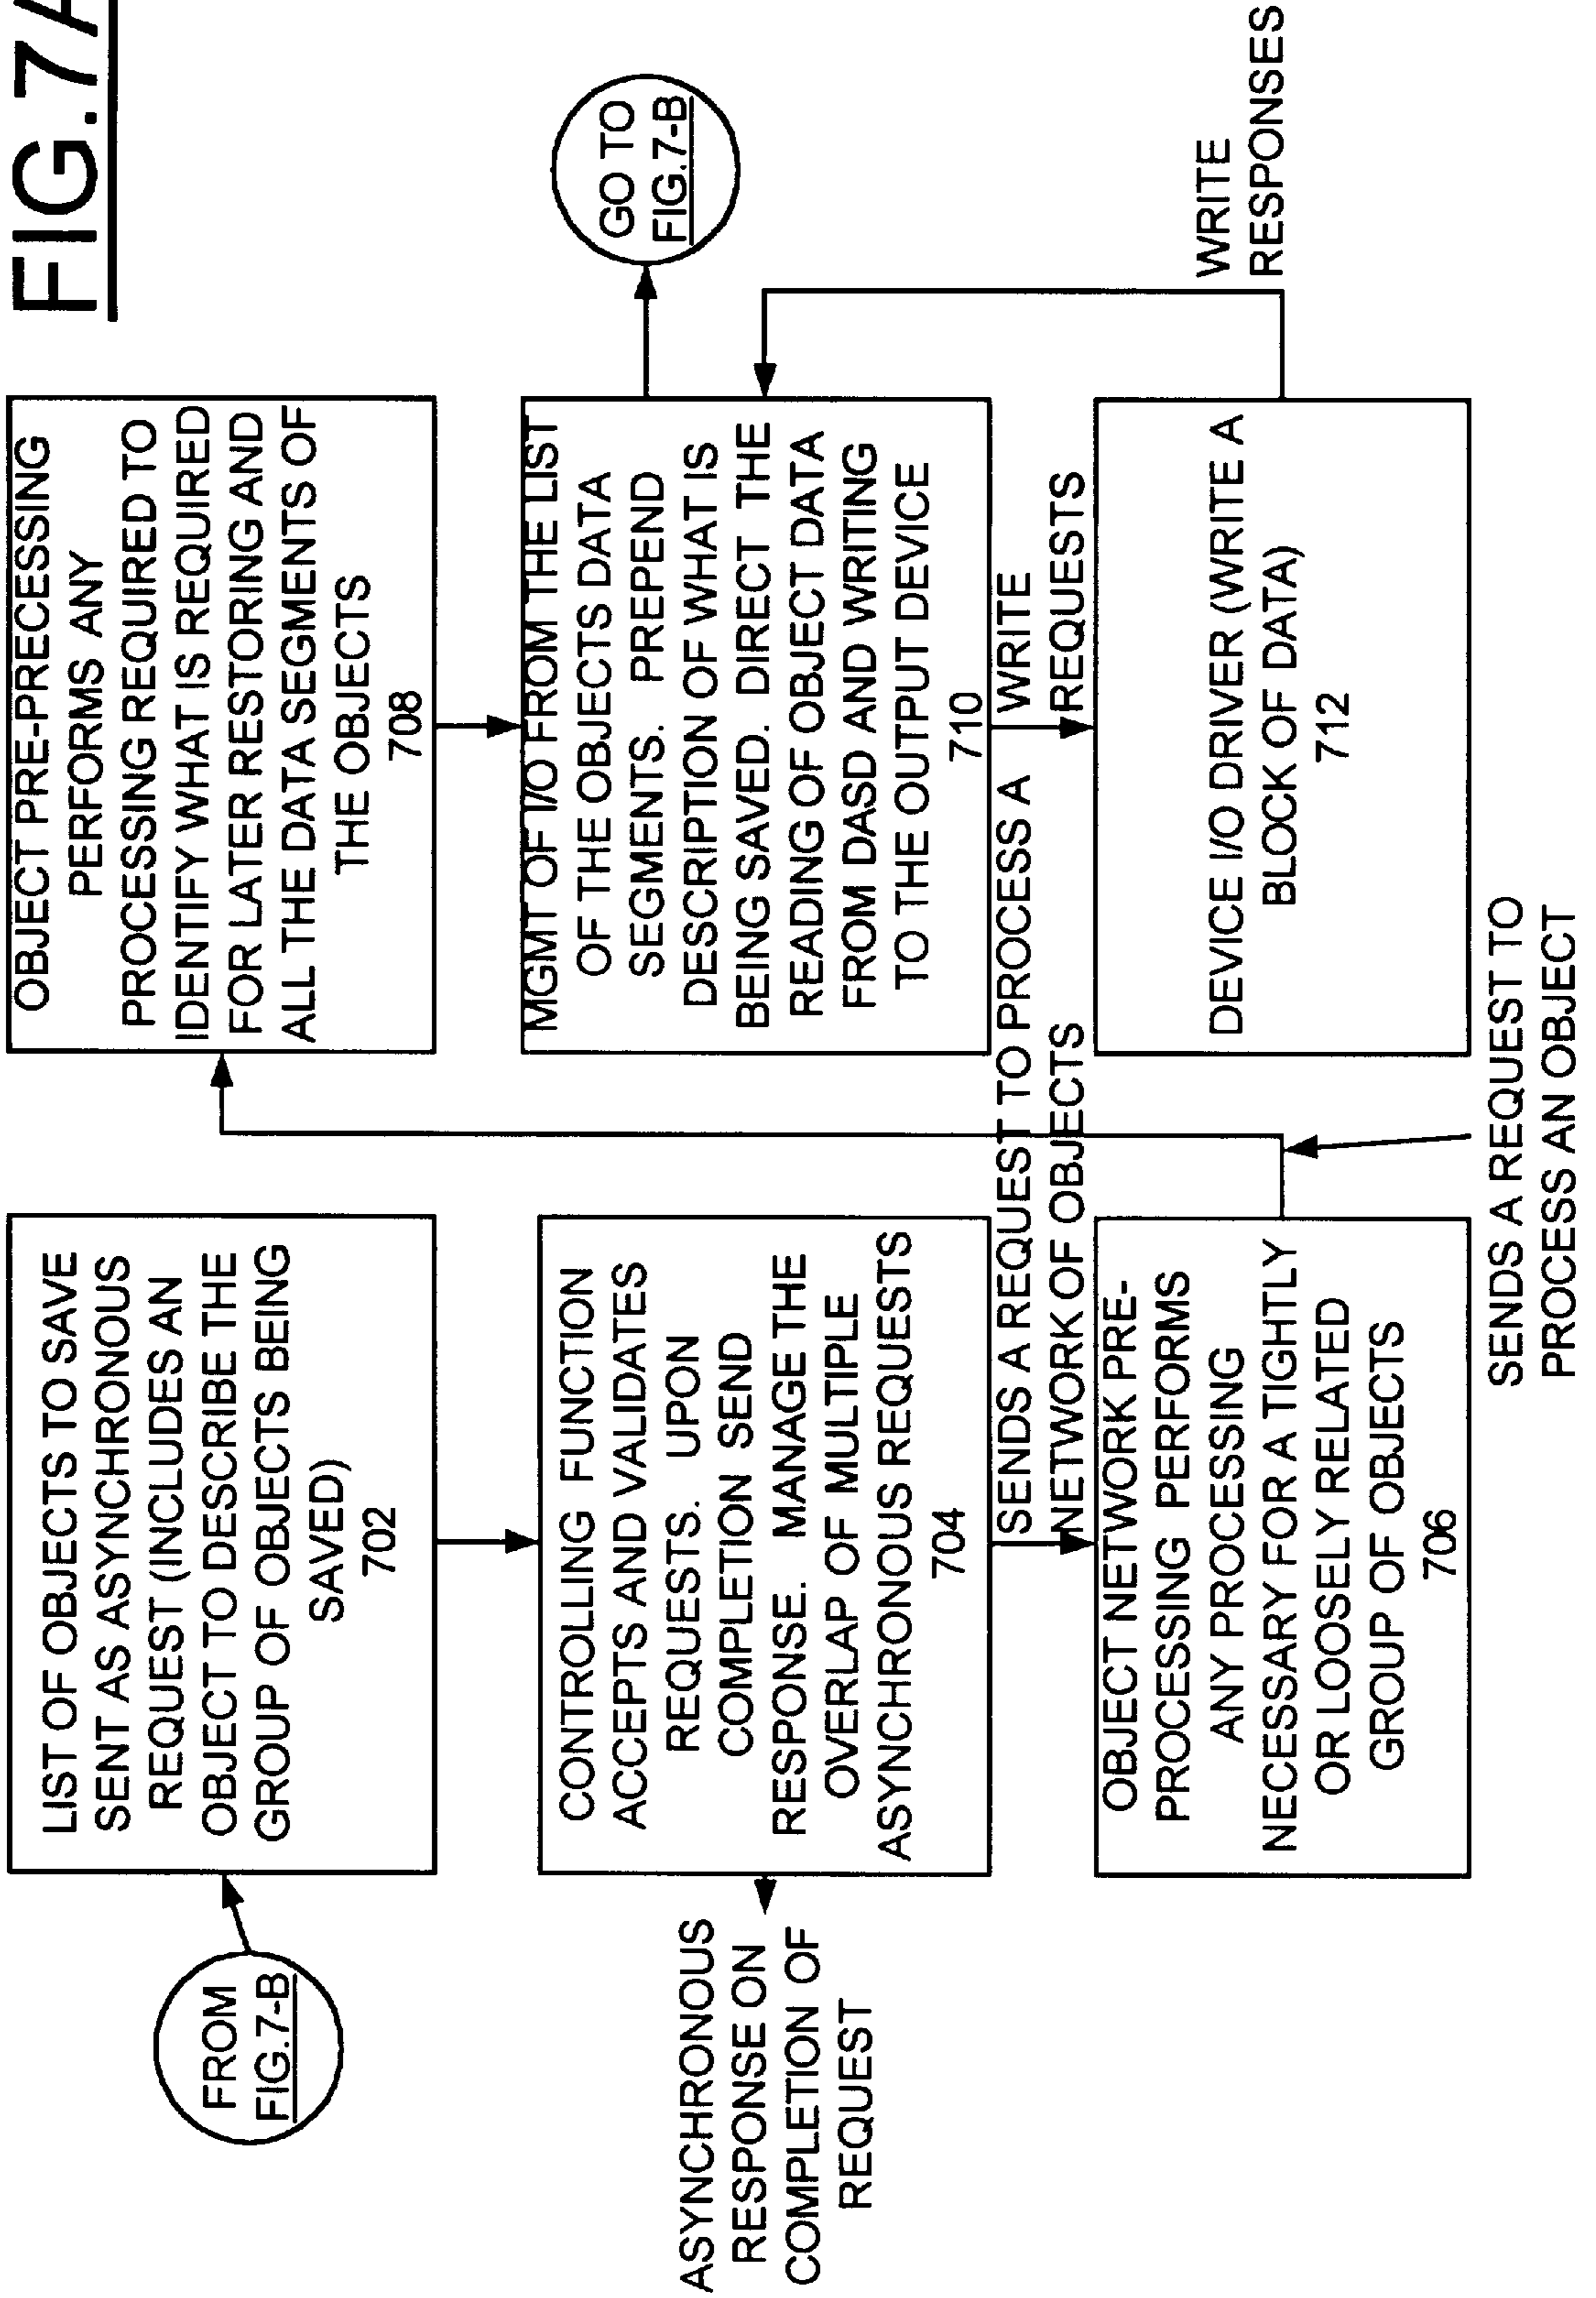 FIG.7A
FROM
FIG.7-B
LIST OF OBJECTS TO SAVE
SENT AS ASYNCHRONOUS
REQUEST (INCLUDES AN
OBJECT TO DESCRIBE THE
GROUP OF OBJECTS BEING
SAVED)
702
CONTROLLING FUNCTION
ACCEPTS AND VALIDATES
REQUESTS. UPON
COMPLETION SEND
RESPONSE. MANAGE THE
OVERLAP OF MULTIPLE
ASYNCHRONOUS REQUESTS
704
ASYNCHRONOUS
RESPONSE ON
COMPLETION OF
REQUEST
SENDS A REQUEST TO PROCESS A
NETWORK OF OBJECTS
OBJECT NETWORK PRE-
PROCESSING PERFORMS
ANY PROCESSING
NECESSARY FOR A TIGHTLY
OR LOOSELY RELATED
GROUP OF OBJECTS
706
SENDS A REQUEST TO
PROCESS AN OBJECT
OBJECT PRE-PRECESSING
PERFORMS ANY
PROCESSING REQUIRED TO
IDENTIFY WHAT IS REQUIRED
FOR LATER RESTORING AND
ALL THE DATA SEGMENTS OF
THE OBJECTS
708
MGMT OF I/O FROM THE LIST
OF THE OBJECTS DATA
SEGMENTS. PREPEND
DESCRIPTION OF WHAT IS
BEING SAVED. DIRECT THE
READING OF OBJECT DATA
FROM DASD AND WRITING
TO THE OUTPUT DEVICE
710
GO TO
FIG.7-B
WRITE
REQUESTS
DEVICE I/O DRIVER (WRITE A
BLOCK OF DATA)
712
WRITE
RESPONSES